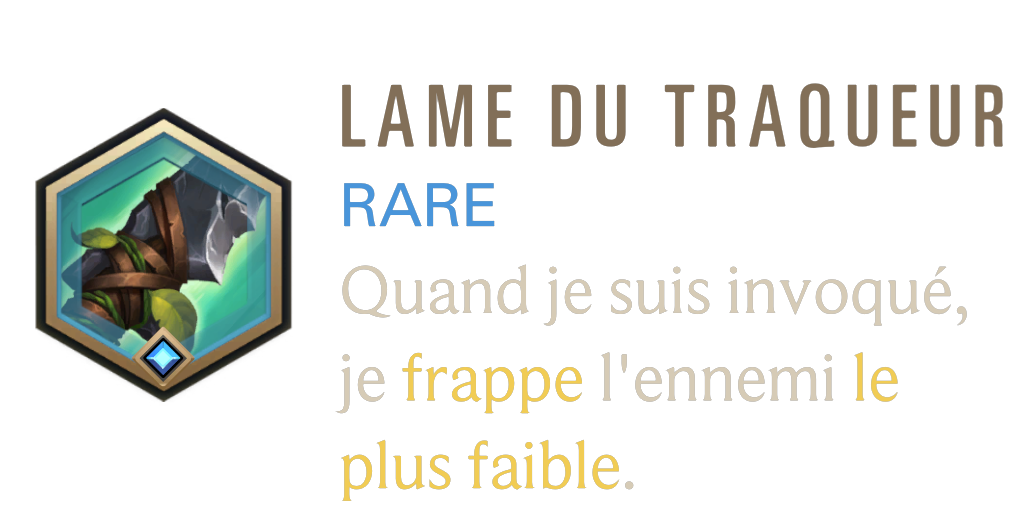 LAME DU TRAQUEUR
RARE
Quand je suis invoqué,
je frappe l'ennemi le
plus faible.